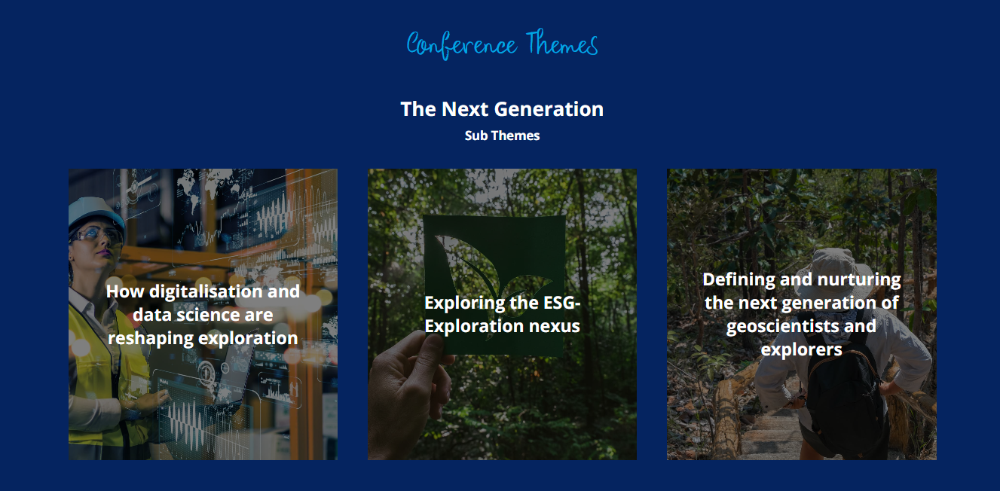 Conference Themes
The Next Generation
Sub Themes
How digitalisation and
data science are
reshaping exploration
Exploring the ESG-
Exploration nexus
Defining and nurturing
the next generation of
geoscientists and
explorers